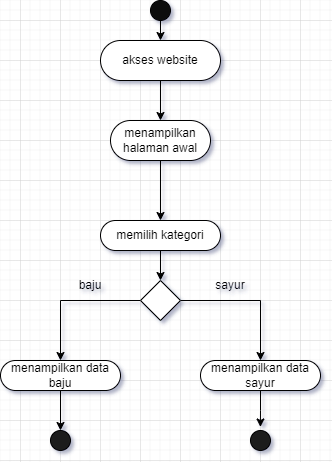 akses website
menampilkan
halaman awal
memilih kategori
baju
sayur
menampilkan data
baju
menampilkan data
sayur